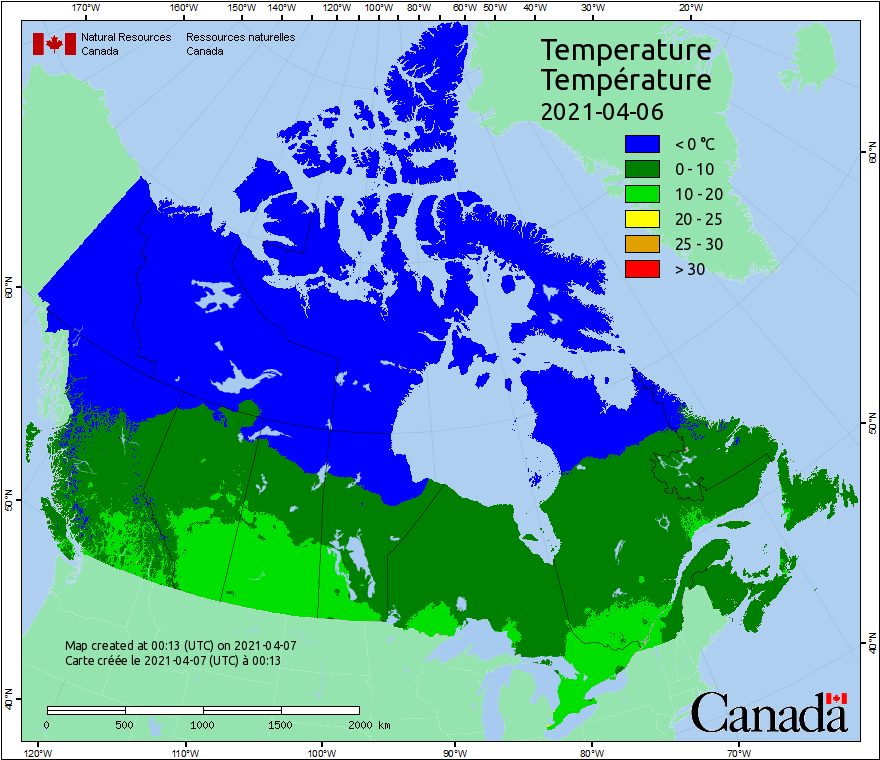 170°W 160°W 150°W 140°W 130°W 120°W 110°W 100°W 90°W 80°W 70°W 60°W 50°W 40°W 30°W 20°W
Natural Resources Ressources naturelles
Canada Canada
Temperature
Température
2021-04-06
< 0 °C
0 - 10
10 - 20
20 - 25
25 - 30
> 30
60°N
50°N
40°N
60°N
50°N
40°N
Map created at 00:13 (UTC) on 2021-04-07
Carte créée le 2021-04-07 (UTC) à 00:13
0 500 1000 1500 2000 km
Canada
120°W 110°W 100°W 90°W 80°W 70°W